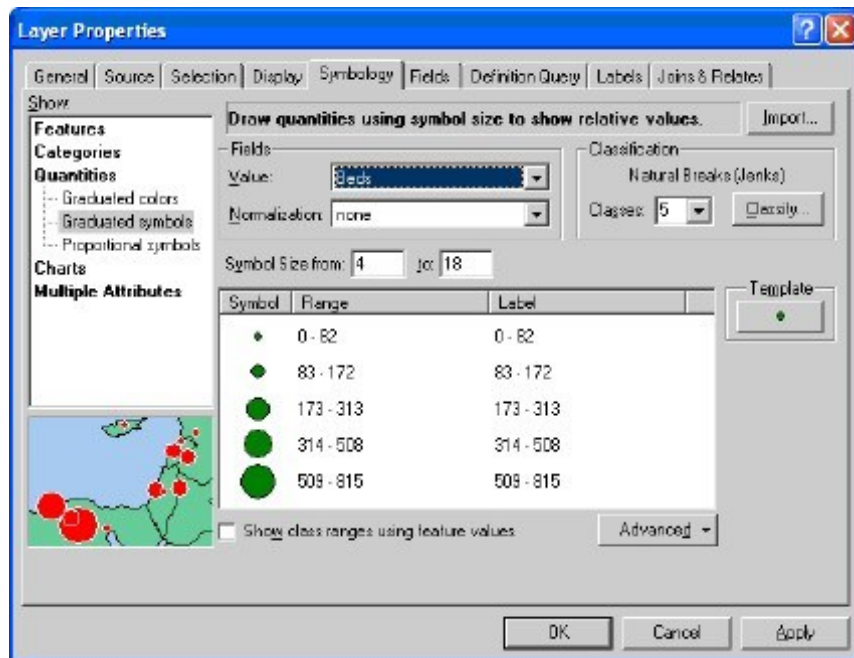 Layer Properties
General Source Selection Display Symbology Fields Definition Query Labels Joins & Relates
Show:
Features
Categories
Quantities
Graduated colors
Graduated symbols
Proportional symbols
Charts
Multiple Attributes
Draw quantities using symbol size to show relative values.
Import...
Fields
Value: Beds
Normalization: none
Classification
Natural Breaks (Jenks)
Classes: 5 Classify...
Symbol Size from: 4 to: 18
Symbol Range Label
0 - 82 0 - 82
83 - 172 83 - 172
173 - 313 173 - 313
314 - 508 314 - 508
509 - 815 509 - 815
Template
Show class ranges using feature values
Advanced
OK Cancel Apply